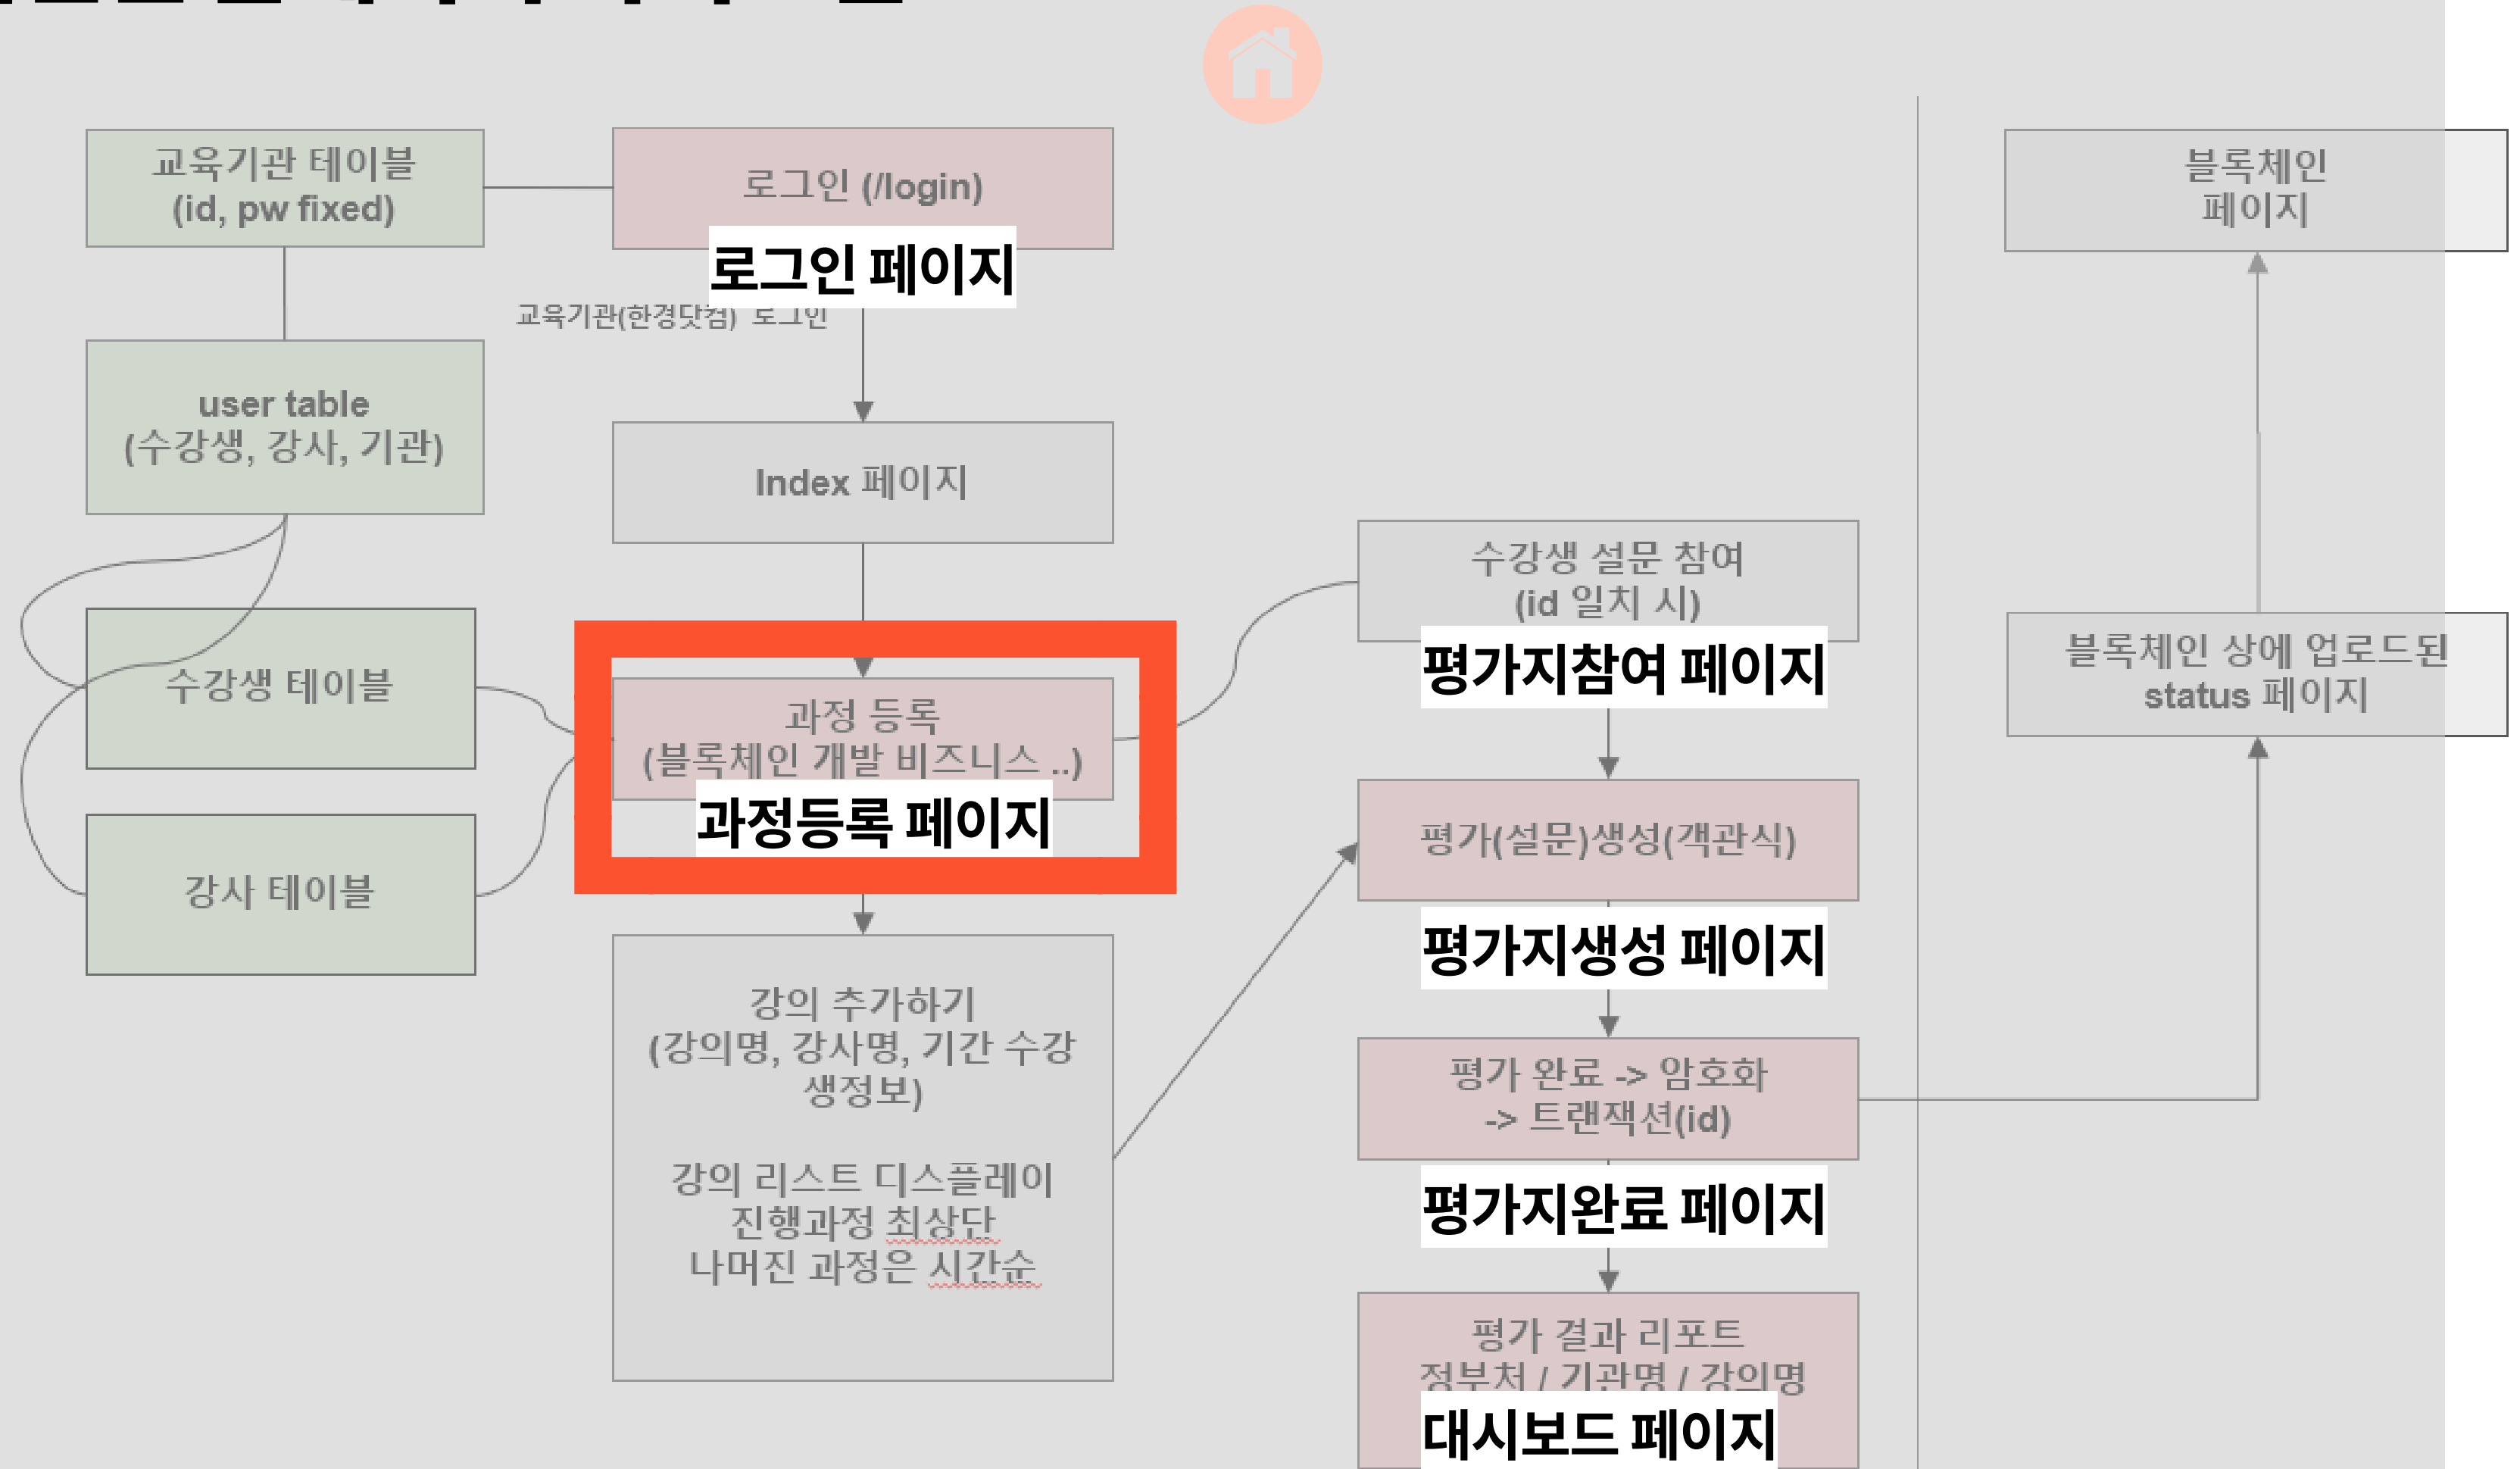 교육기관 테이블
(id, pw fixed)
로그인 (/login)
로그인 페이지
교육기관(한경닷컴) 로그인
user table
(수강생, 강사, 기관)
Index 페이지
수강생 테이블
강사 테이블
과정 등록
(블록체인 개발 비즈니스 ..)
과정등록 페이지
강의 추가하기
(강의명, 강사명, 기간 수강
생정보)
강의 리스트 디스플레이
진행과정 최상단
나머진 과정은 시간순
수강생 설문 참여
(id 일치 시)
평가지참여 페이지
평가(설문)생성(객관식)
평가지생성 페이지
평가 완료 -> 암호화
-> 트랜잭션(id)
평가지완료 페이지
평가 결과 리포트
정부처 / 기관명 / 강의명
대시보드 페이지
블록체인
페이지
블록체인 상에 업로드된
status 페이지